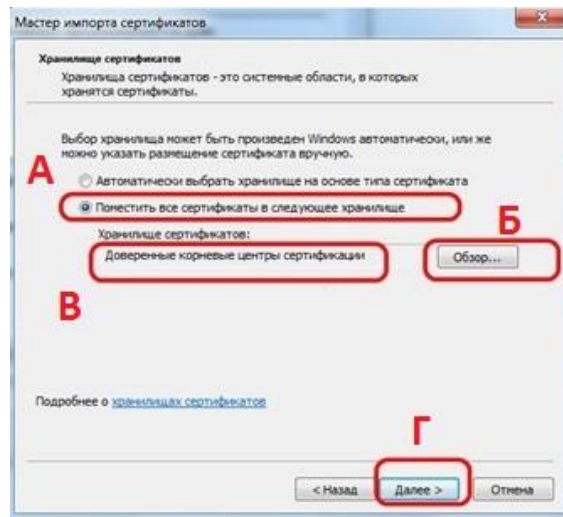 Мастер импорта сертификатов
Хранилище сертификатов
Хранилища сертификатов - это системные области, в которых
хранятся сертификаты.
Выбор хранилища может быть произведен Windows автоматически, или же
можно указать размещение сертификата вручную.
А
Автоматически выбрать хранилище на основе типа сертификата
Поместить все сертификаты в следующее хранилище
Б
Хранилище сертификатов:
Доверенные корневые центры сертификации
Обзор...
В
Подробнее о хранилищах сертификатов
Г
< Назад
Далее >
Отмена